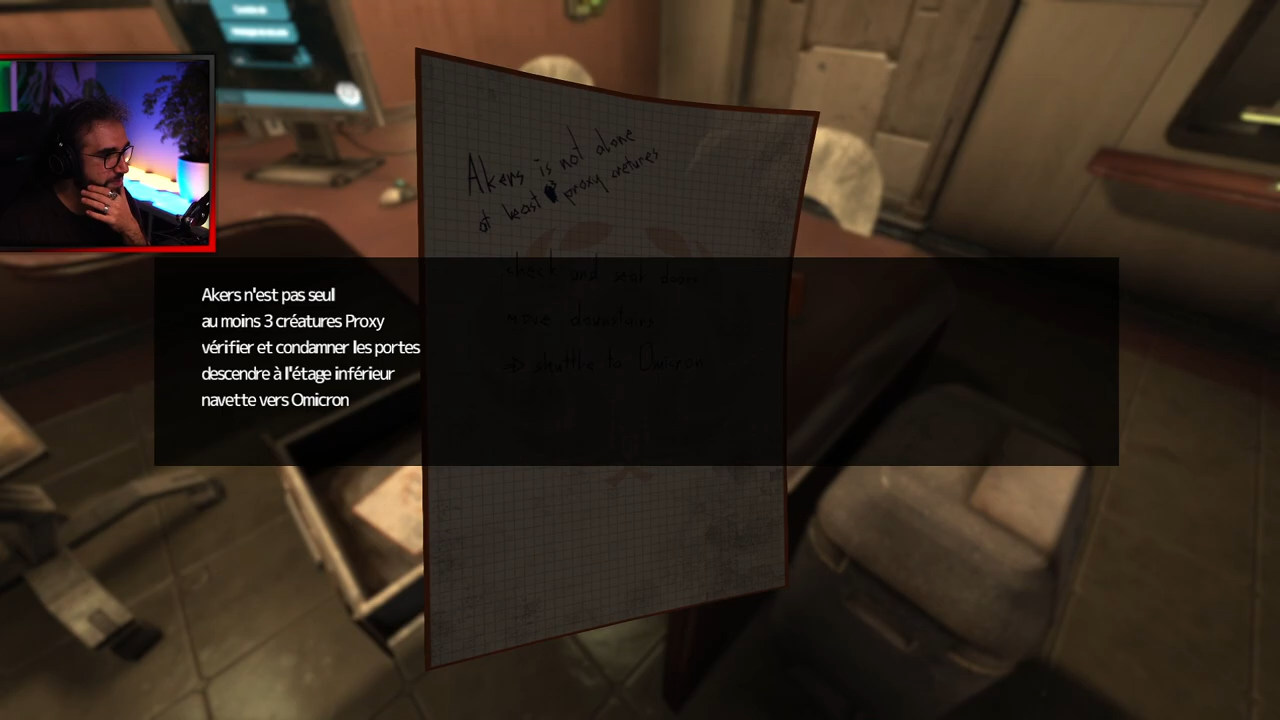 Akers is not alone
at least 3 proxy cretures
check and seal doors
move downstairs
=> shuttle to Omicron
Akers n'est pas seul
au moins 3 créatures Proxy
vérifier et condamner les portes
descendre à l'étage inférieur
navette vers Omicron